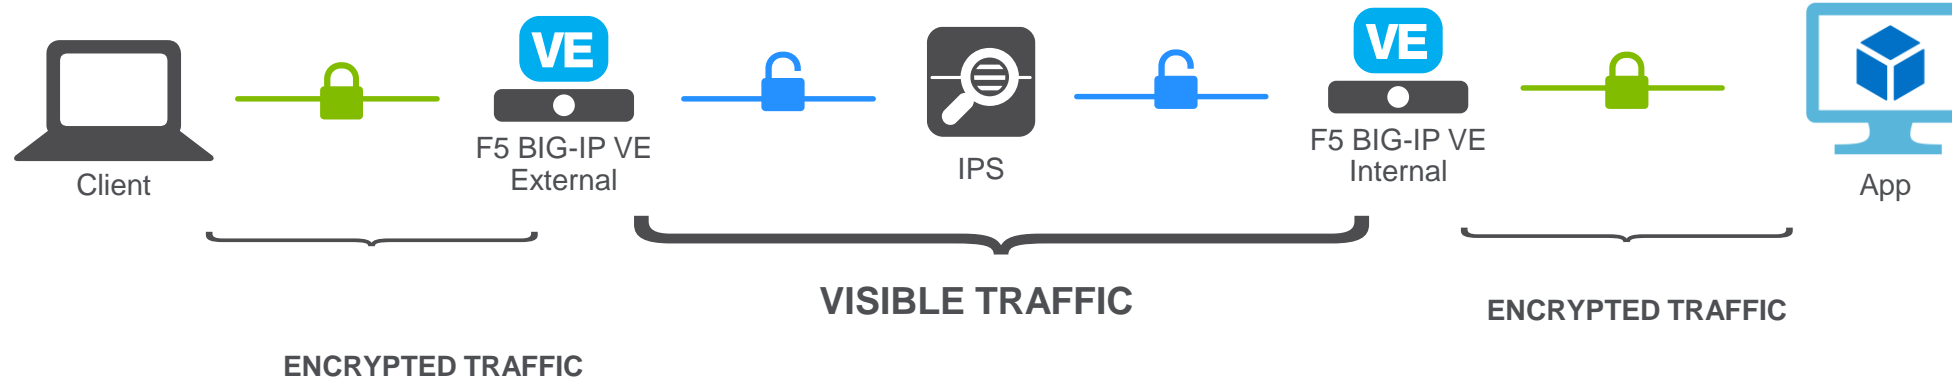 VE
VE
F5 BIG-IP VE
External
F5 BIG-IP VE
Internal
Client
IPS
App
VISIBLE TRAFFIC
ENCRYPTED TRAFFIC
ENCRYPTED TRAFFIC